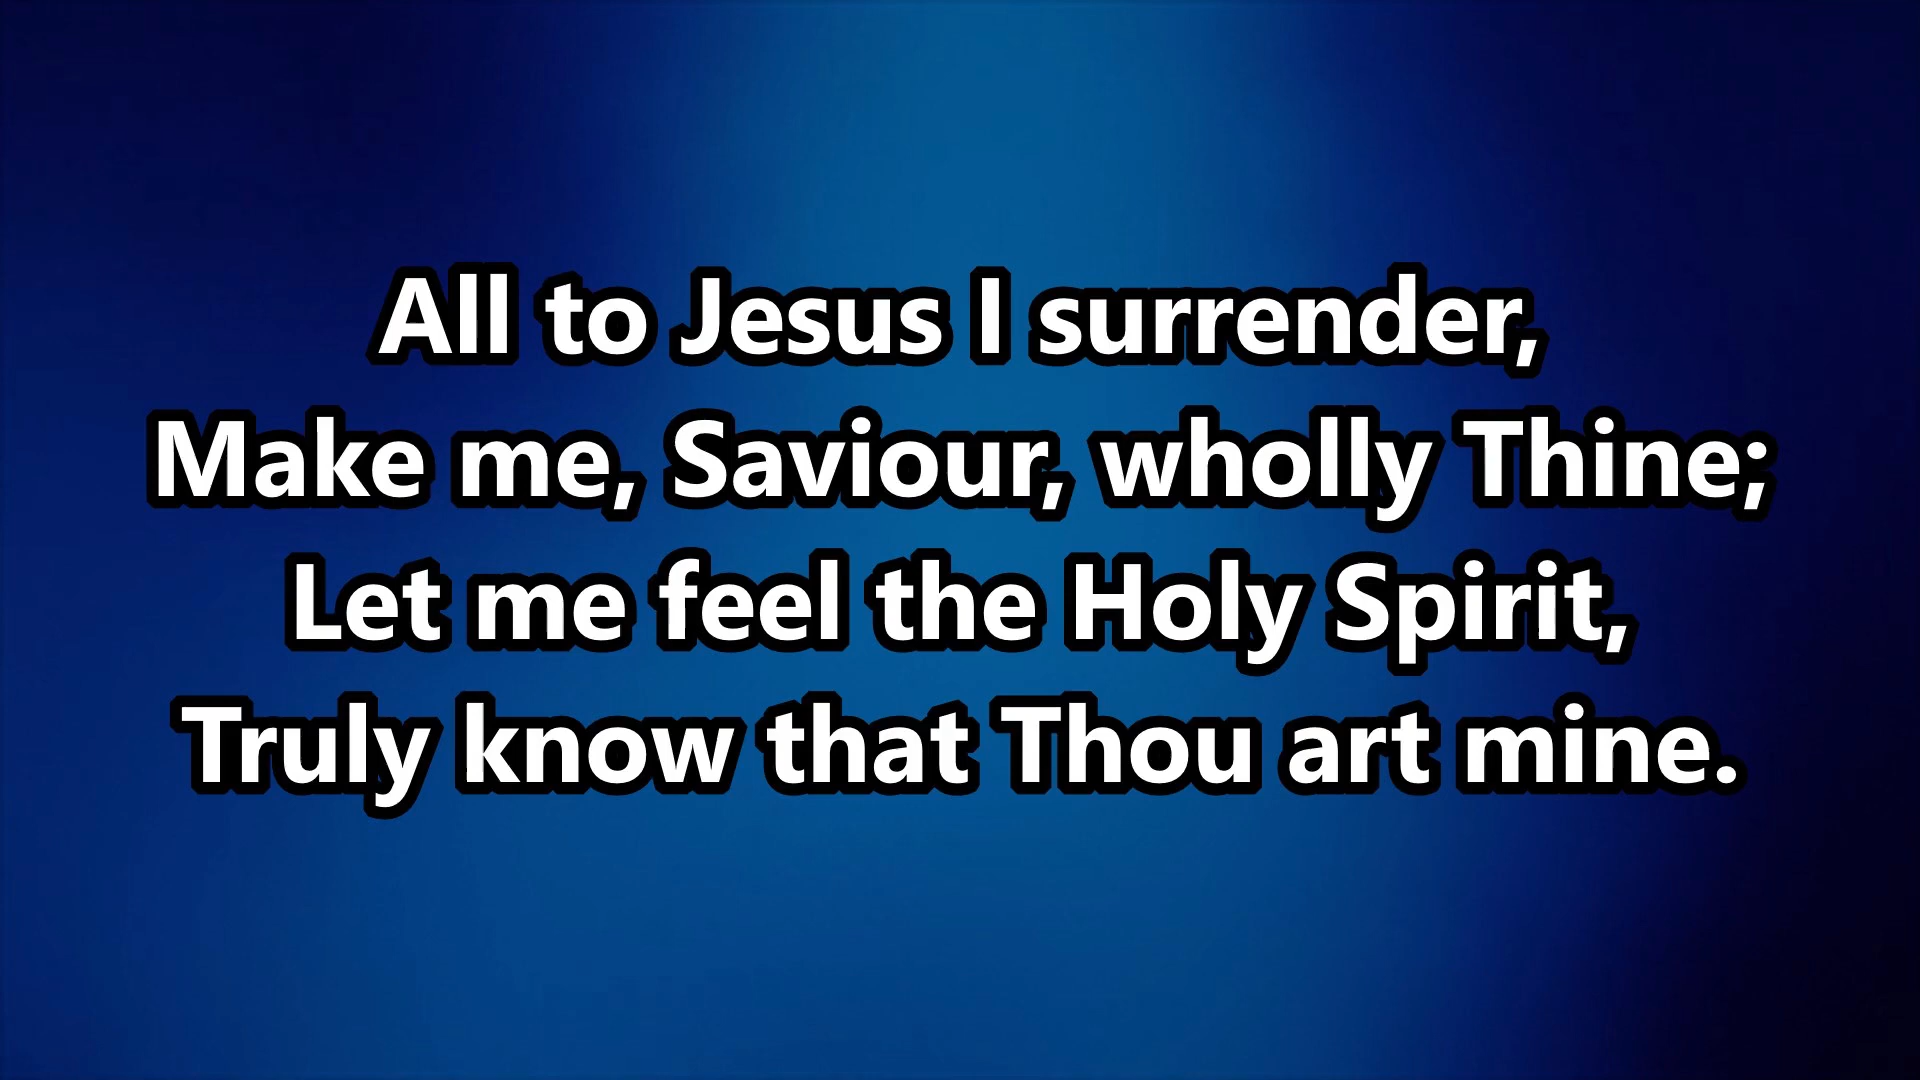 All to Jesus I surrender,
Make me, Saviour, wholly Thine;
Let me feel the Holy Spirit,
Truly know that Thou art mine.